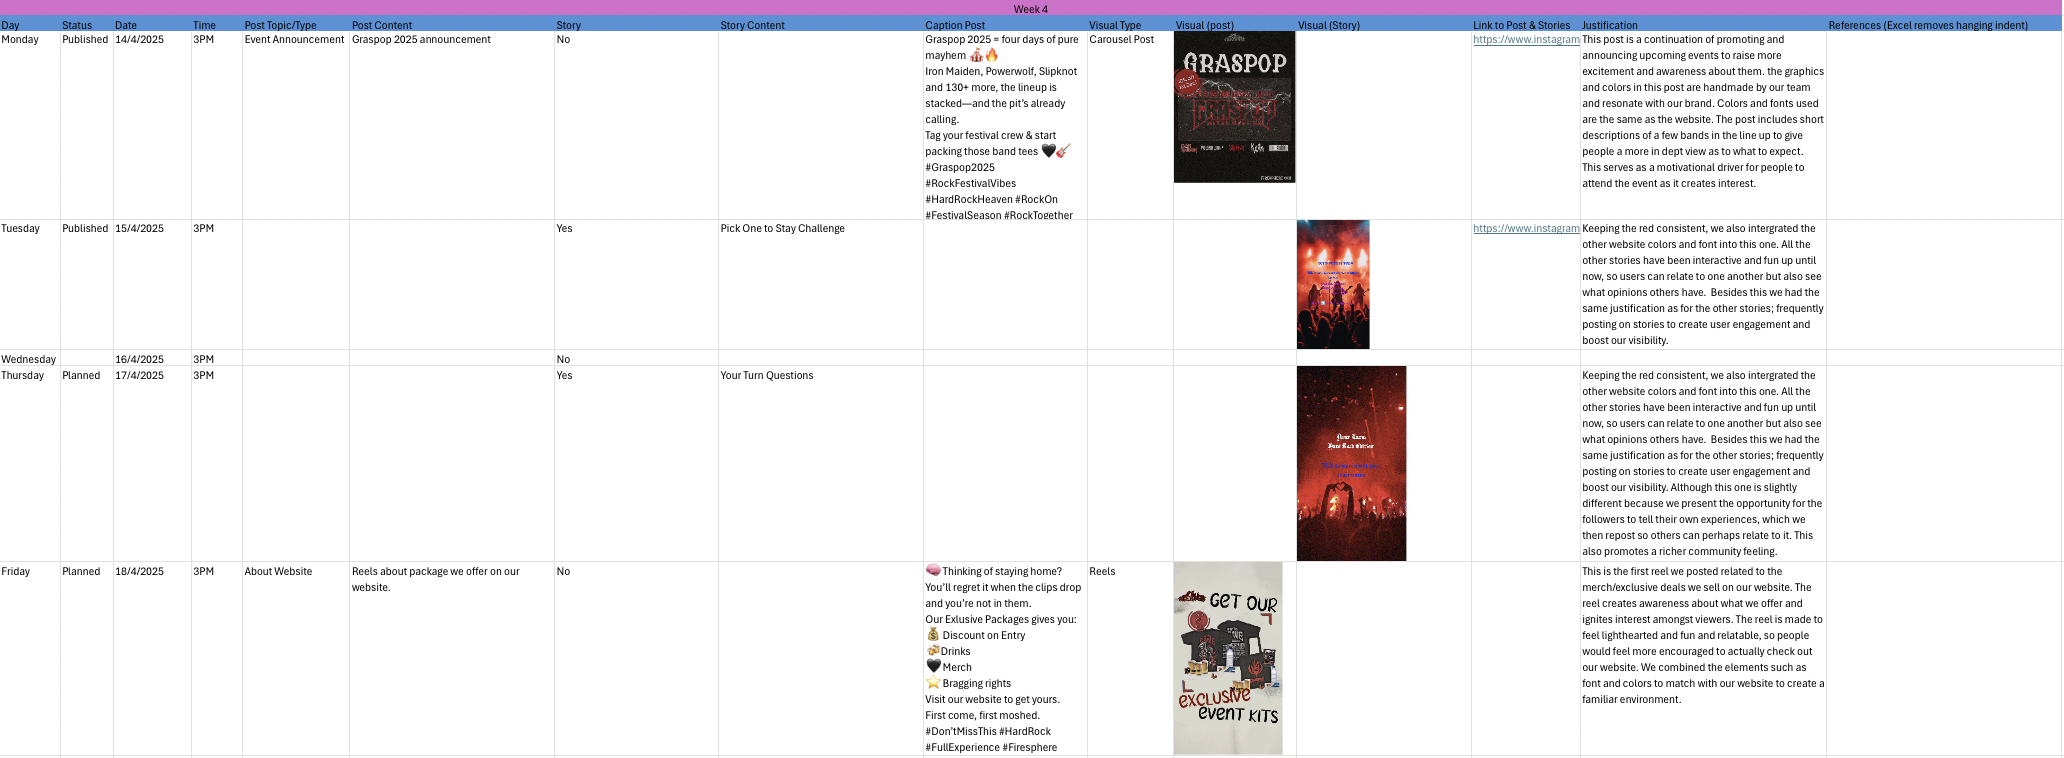 Week 4
Day Status Date Time Post Topic/Type Post Content Story Story Content Caption Post Visual Type Visual (post) Visual (Story) Link to Post & Stories Justification References (Excel removes hanging indent)
Monday Published 14/4/2025 3PM Event Announcement Graspop 2025 announcement No
Graspop 2025 = four days of pure
mayhem 🎪🔥
Iron Maiden, Powerwolf, Slipknot
and 130+ more, the lineup is
stacked—and the pit's already
calling.
Tag your festival crew & start
packing those band tees 🖤🎸
#Graspop2025
#RockFestivalVibes
#HardRockHeaven #RockOn
#FestivalSeason #RockTogether
Carousel Post
GRASPOP
GRASPOP
KoRn
https://www.instagram
This post is a continuation of promoting and
announcing upcoming events to raise more
excitement and awareness about them. the graphics
and colors in this post are handmade by our team
and resonate with our brand. Colors and fonts used
are the same as the website. The post includes short
descriptions of a few bands in the line up to give
people a more in dept view as to what to expect.
This serves as a motivational driver for people to
attend the event as it creates interest.
Tuesday Published 15/4/2025 3PM Yes Pick One to Stay Challenge
https://www.instagram
Keeping the red consistent, we also intergrated the
other website colors and font into this one. All the
other stories have been interactive and fun up until
now, so users can relate to one another but also see
what opinions others have.  Besides this we had the
same justification as for the other stories; frequently
posting on stories to create user engagement and
boost our visibility.
Wednesday 16/4/2025 3PM No
Thursday Planned 17/4/2025 3PM Yes Your Turn Questions
Your Turn
Hard Rock Edition
Keeping the red consistent, we also intergrated the
other website colors and font into this one. All the
other stories have been interactive and fun up until
now, so users can relate to one another but also see
what opinions others have.  Besides this we had the
same justification as for the other stories; frequently
posting on stories to create user engagement and
boost our visibility. Although this one is slightly
different because we present the opportunity for the
followers to tell their own experiences, which we
then repost so others can perhaps relate to it. This
also promotes a richer community feeling.
Friday Planned 18/4/2025 3PM About Website
Reels about package we offer on our
website.
No
🧠Thinking of staying home?
You'll regret it when the clips drop
and you're not in them.
Our Exlusive Packages gives you:
💰 Discount on Entry
🍻Drinks
🖤Merch
⭐Bragging rights
Visit our website to get yours.
First come, first moshed.
#Don'tMissThis #HardRock
#FullExperience #Firesphere
Reels
GET OUR
EXCLUSIVE
EVENT KITS
This is the first reel we posted related to the
merch/exclusive deals we sell on our website. The
reel creates awareness about what we offer and
ignites interest amongst viewers. The reel is made to
feel lighthearted and fun and relatable, so people
would feel more encouraged to actually check out
our website. We combined the elements such as
font and colors to match with our website to create a
familiar environment.